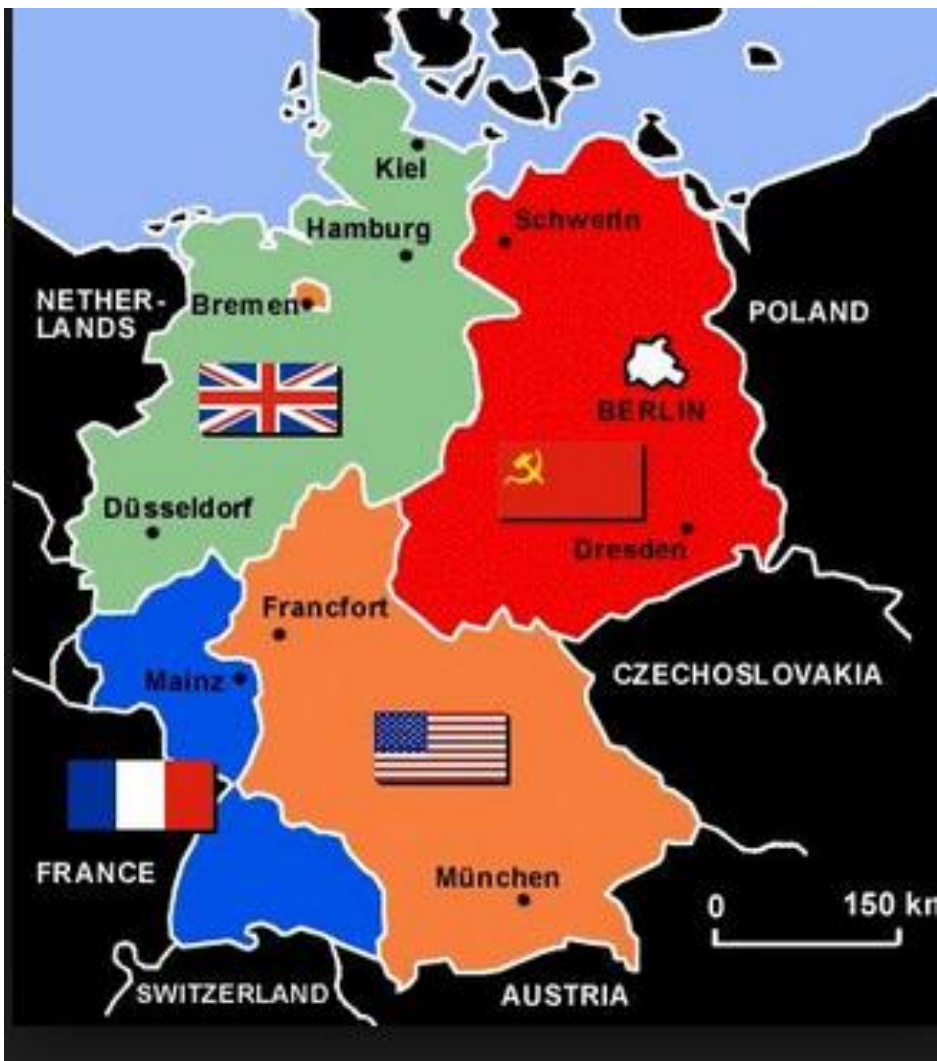 Kiel
Hamburg
Schwerin
NETHER-
LANDS
Bremen
POLAND
BERLIN
Düsseldorf
Dresden
Francfort
Mainz
CZECHOSLOVAKIA
FRANCE
München
0 150 km
SWITZERLAND
AUSTRIA